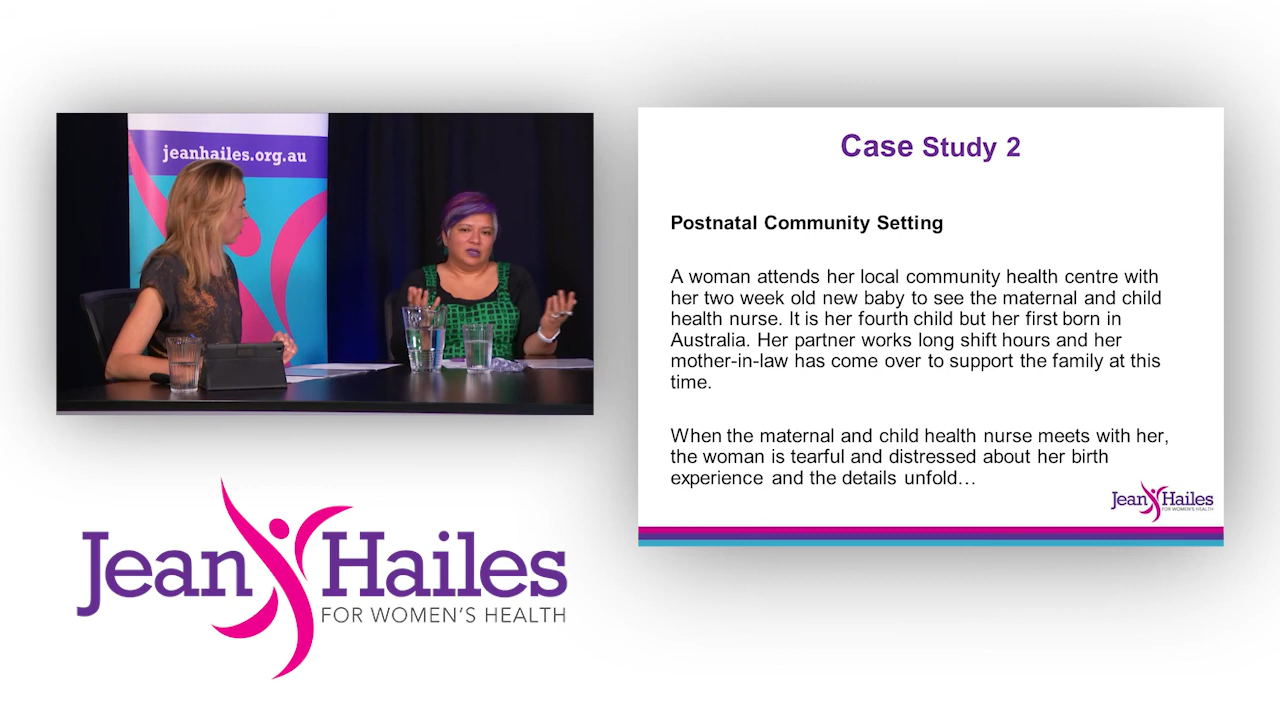 jeanhailes.org.au
Jean Hailes
FOR WOMEN'S HEALTH
Case Study 2
Postnatal Community Setting
A woman attends her local community health centre with
her two week old new baby to see the maternal and child
health nurse. It is her fourth child but her first born in
Australia. Her partner works long shift hours and her
mother-in-law has come over to support the family at this
time.
When the maternal and child health nurse meets with her,
the woman is tearful and distressed about her birth
experience and the details unfold…
Jean Hailes
FOR WOMEN'S HEALTH